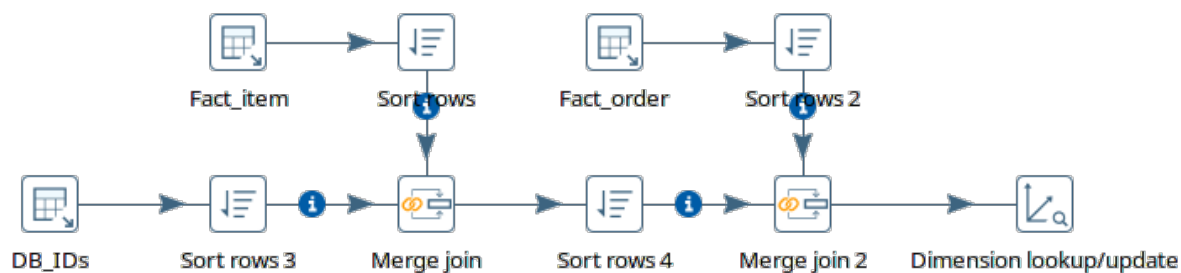 Fact_item
Sort rows
Fact_order
Sort rows 2
DB_IDs
Sort rows 3
Merge join
Sort rows 4
Merge join 2
Dimension lookup/update